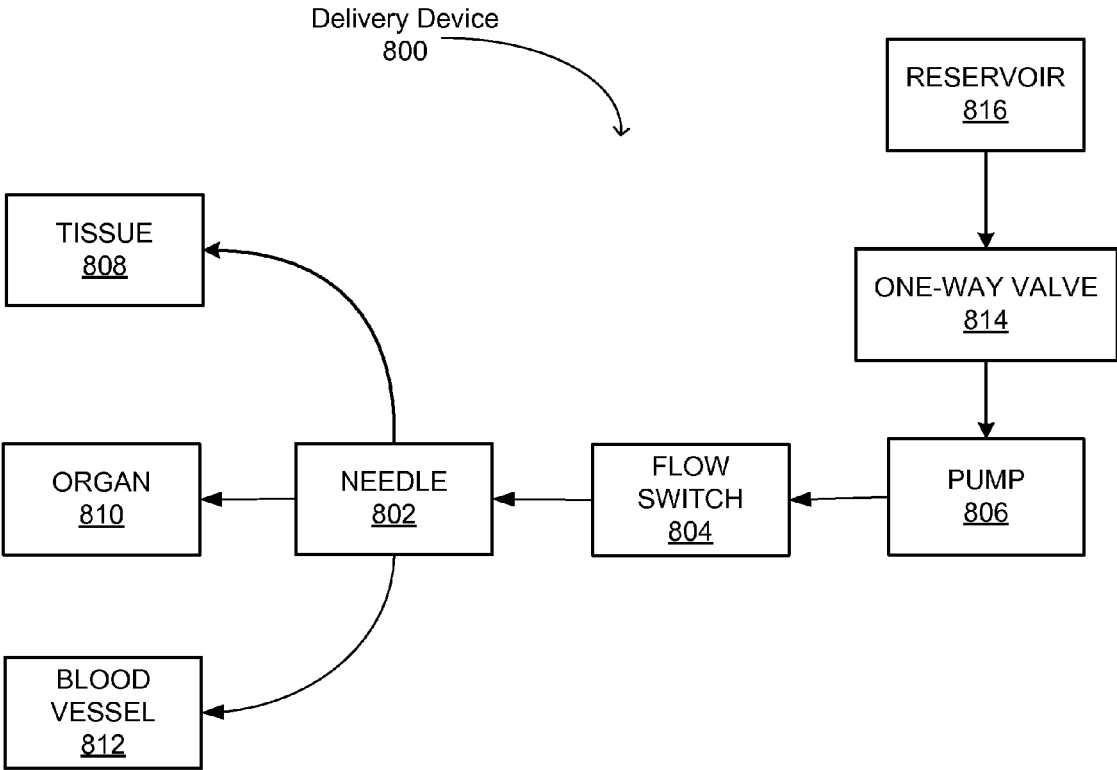 Delivery Device
800
RESERVOIR
816
TISSUE
808
ONE-WAY VALVE
814
ORGAN
810
NEEDLE
802
FLOW
SWITCH
804
PUMP
806
BLOOD
VESSEL
812